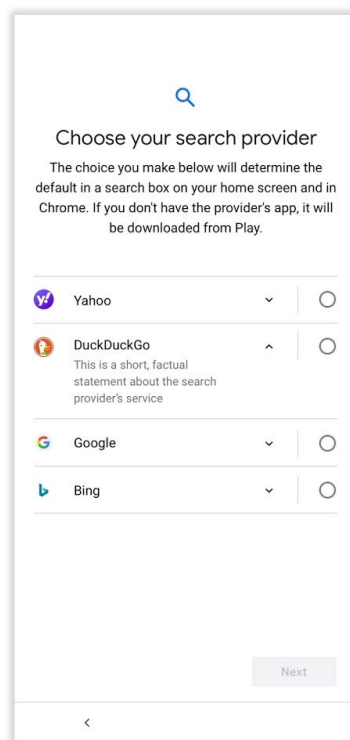 Choose your search provider
The choice you make below will determine the
default in a search box on your home screen and in
Chrome. If you don't have the provider's app, it will
be downloaded from Play.
Yahoo
DuckDuckGo
This is a short, factual
statement about the search
provider's service
Google
Bing
Next